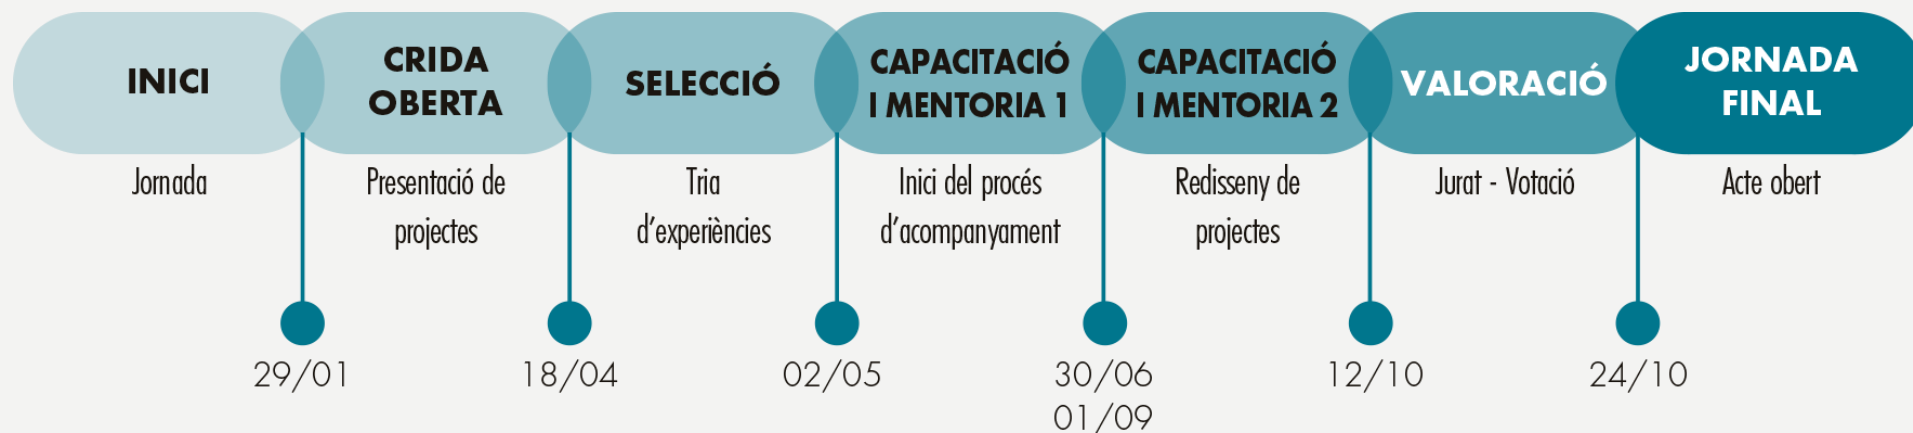 INICI
CRIDA
OBERTA
SELECCIÓ
CAPACITACIÓ
I MENTORIA 1
CAPACITACIÓ
I MENTORIA 2
VALORACIÓ
JORNADA
FINAL
Jornada
Presentació de
projectes
Tria
d'experiències
Inici del procés
d'acompanyament
Redisseny de
projectes
Jurat - Votació
Acte obert
29/01
18/04
02/05
30/06
01/09
12/10
24/10